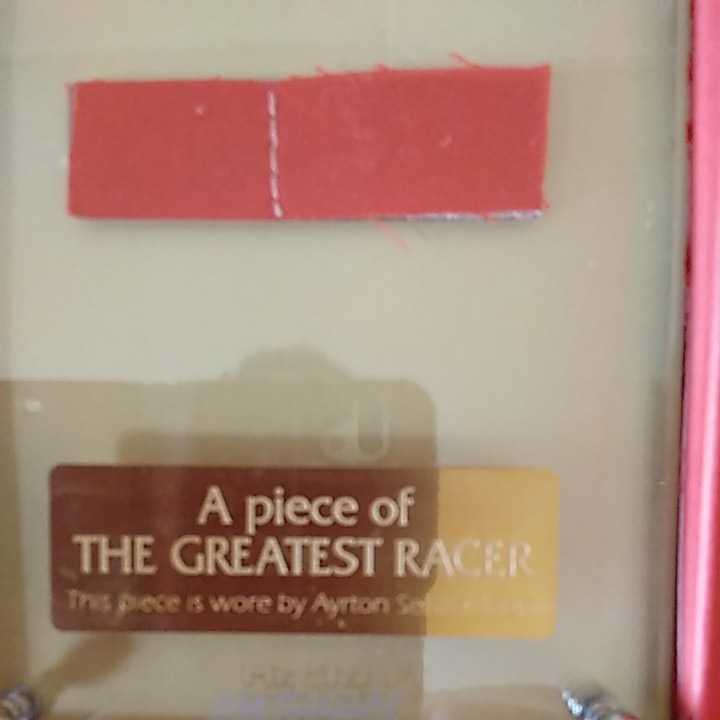 A piece of
THE GREATEST RACER
This piece is wore by Ayrton